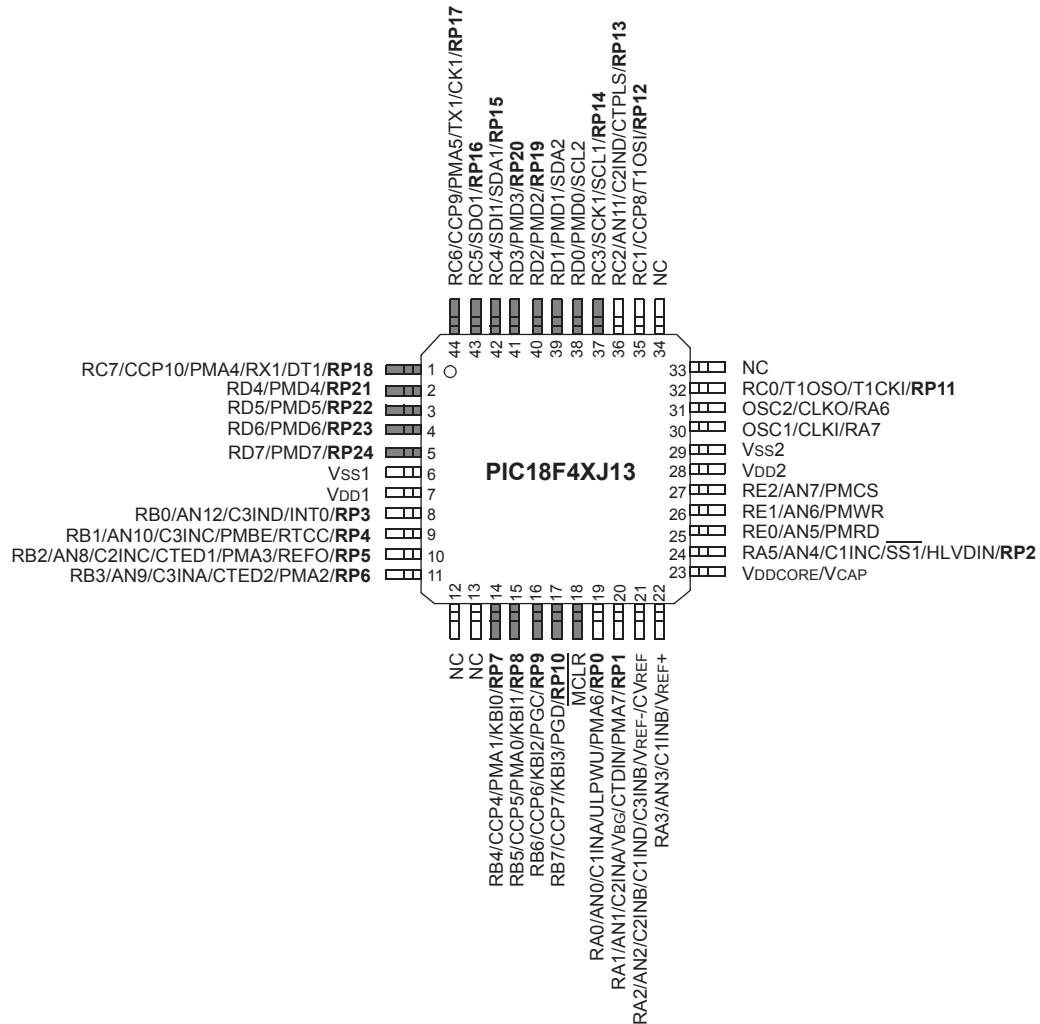 RC6/CCP9/PMA5/TX1/CK1/RP17
RC5/SDO1/RP16
RC4/SDI1/SDA1/RP15
RD3/PMD3/RP20
RD2/PMD2/RP19
RD1/PMD1/SDA2
RD0/PMD0/SCL2
RC3/SCK1/SCL1/RP14
RC2/AN11/C2IND/CTPLS/RP13
RC1/CCP8/T1OSI/RP12
NC
44
43
42
41
40
39
38
37
36
35
34
RC7/CCP10/PMA4/RX1/DT1/RP18 1
RD4/PMD4/RP21 2
RD5/PMD5/RP22 3
RD6/PMD6/RP23 4
RD7/PMD7/RP24 5
VSS1 6
VDD1 7
RB0/AN12/C3IND/INT0/RP3 8
RB1/AN10/C3INC/PMBE/RTCC/RP4 9
RB2/AN8/C2INC/CTED1/PMA3/REFO/RP5 10
RB3/AN9/C3INA/CTED2/PMA2/RP6 11
PIC18F4XJ13
33 NC
32 RC0/T1OSO/T1CKI/RP11
31 OSC2/CLKO/RA6
30 OSC1/CLKI/RA7
29 VSS2
28 VDD2
27 RE2/AN7/PMCS
26 RE1/AN6/PMWR
25 RE0/AN5/PMRD
24 RA5/AN4/C1INC/SS1/HLVDIN/RP2
23 VDDCORE/VCAP
12
13
14
15
16
17
18
19
20
21
22
NC
NC
RB4/CCP4/PMA1/KBI0/RP7
RB5/CCP5/PMA0/KBI1/RP8
RB6/CCP6/KBI2/PGC/RP9
RB7/CCP7/KBI3/PGD/RP10
MCLR
RA0/AN0/C1INA/ULPWU/PMA6/RP0
RA1/AN1/C2INA/VBG/CTDIN/PMA7/RP1
RA2/AN2/C2INB/C1IND/C3INB/VREF-/CVREF
RA3/AN3/C1INB/VREF+